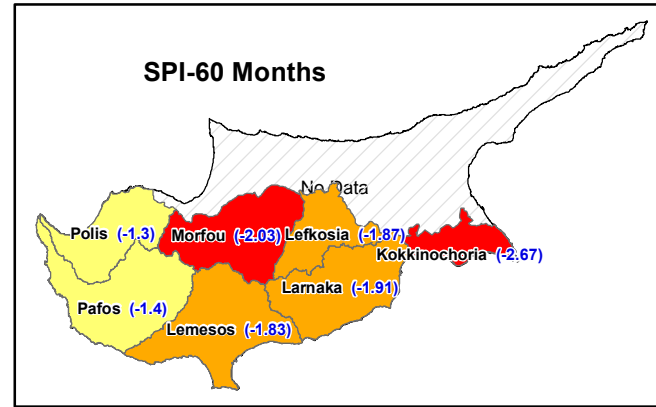 SPI-60 Months
No Data
Polis (-1.3)
Morfou (-2.03)
Lefkosia (-1.87)
Kokkinochoria (-2.67)
Larnaka (-1.91)
Pafos (-1.4)
Lemesos (-1.83)